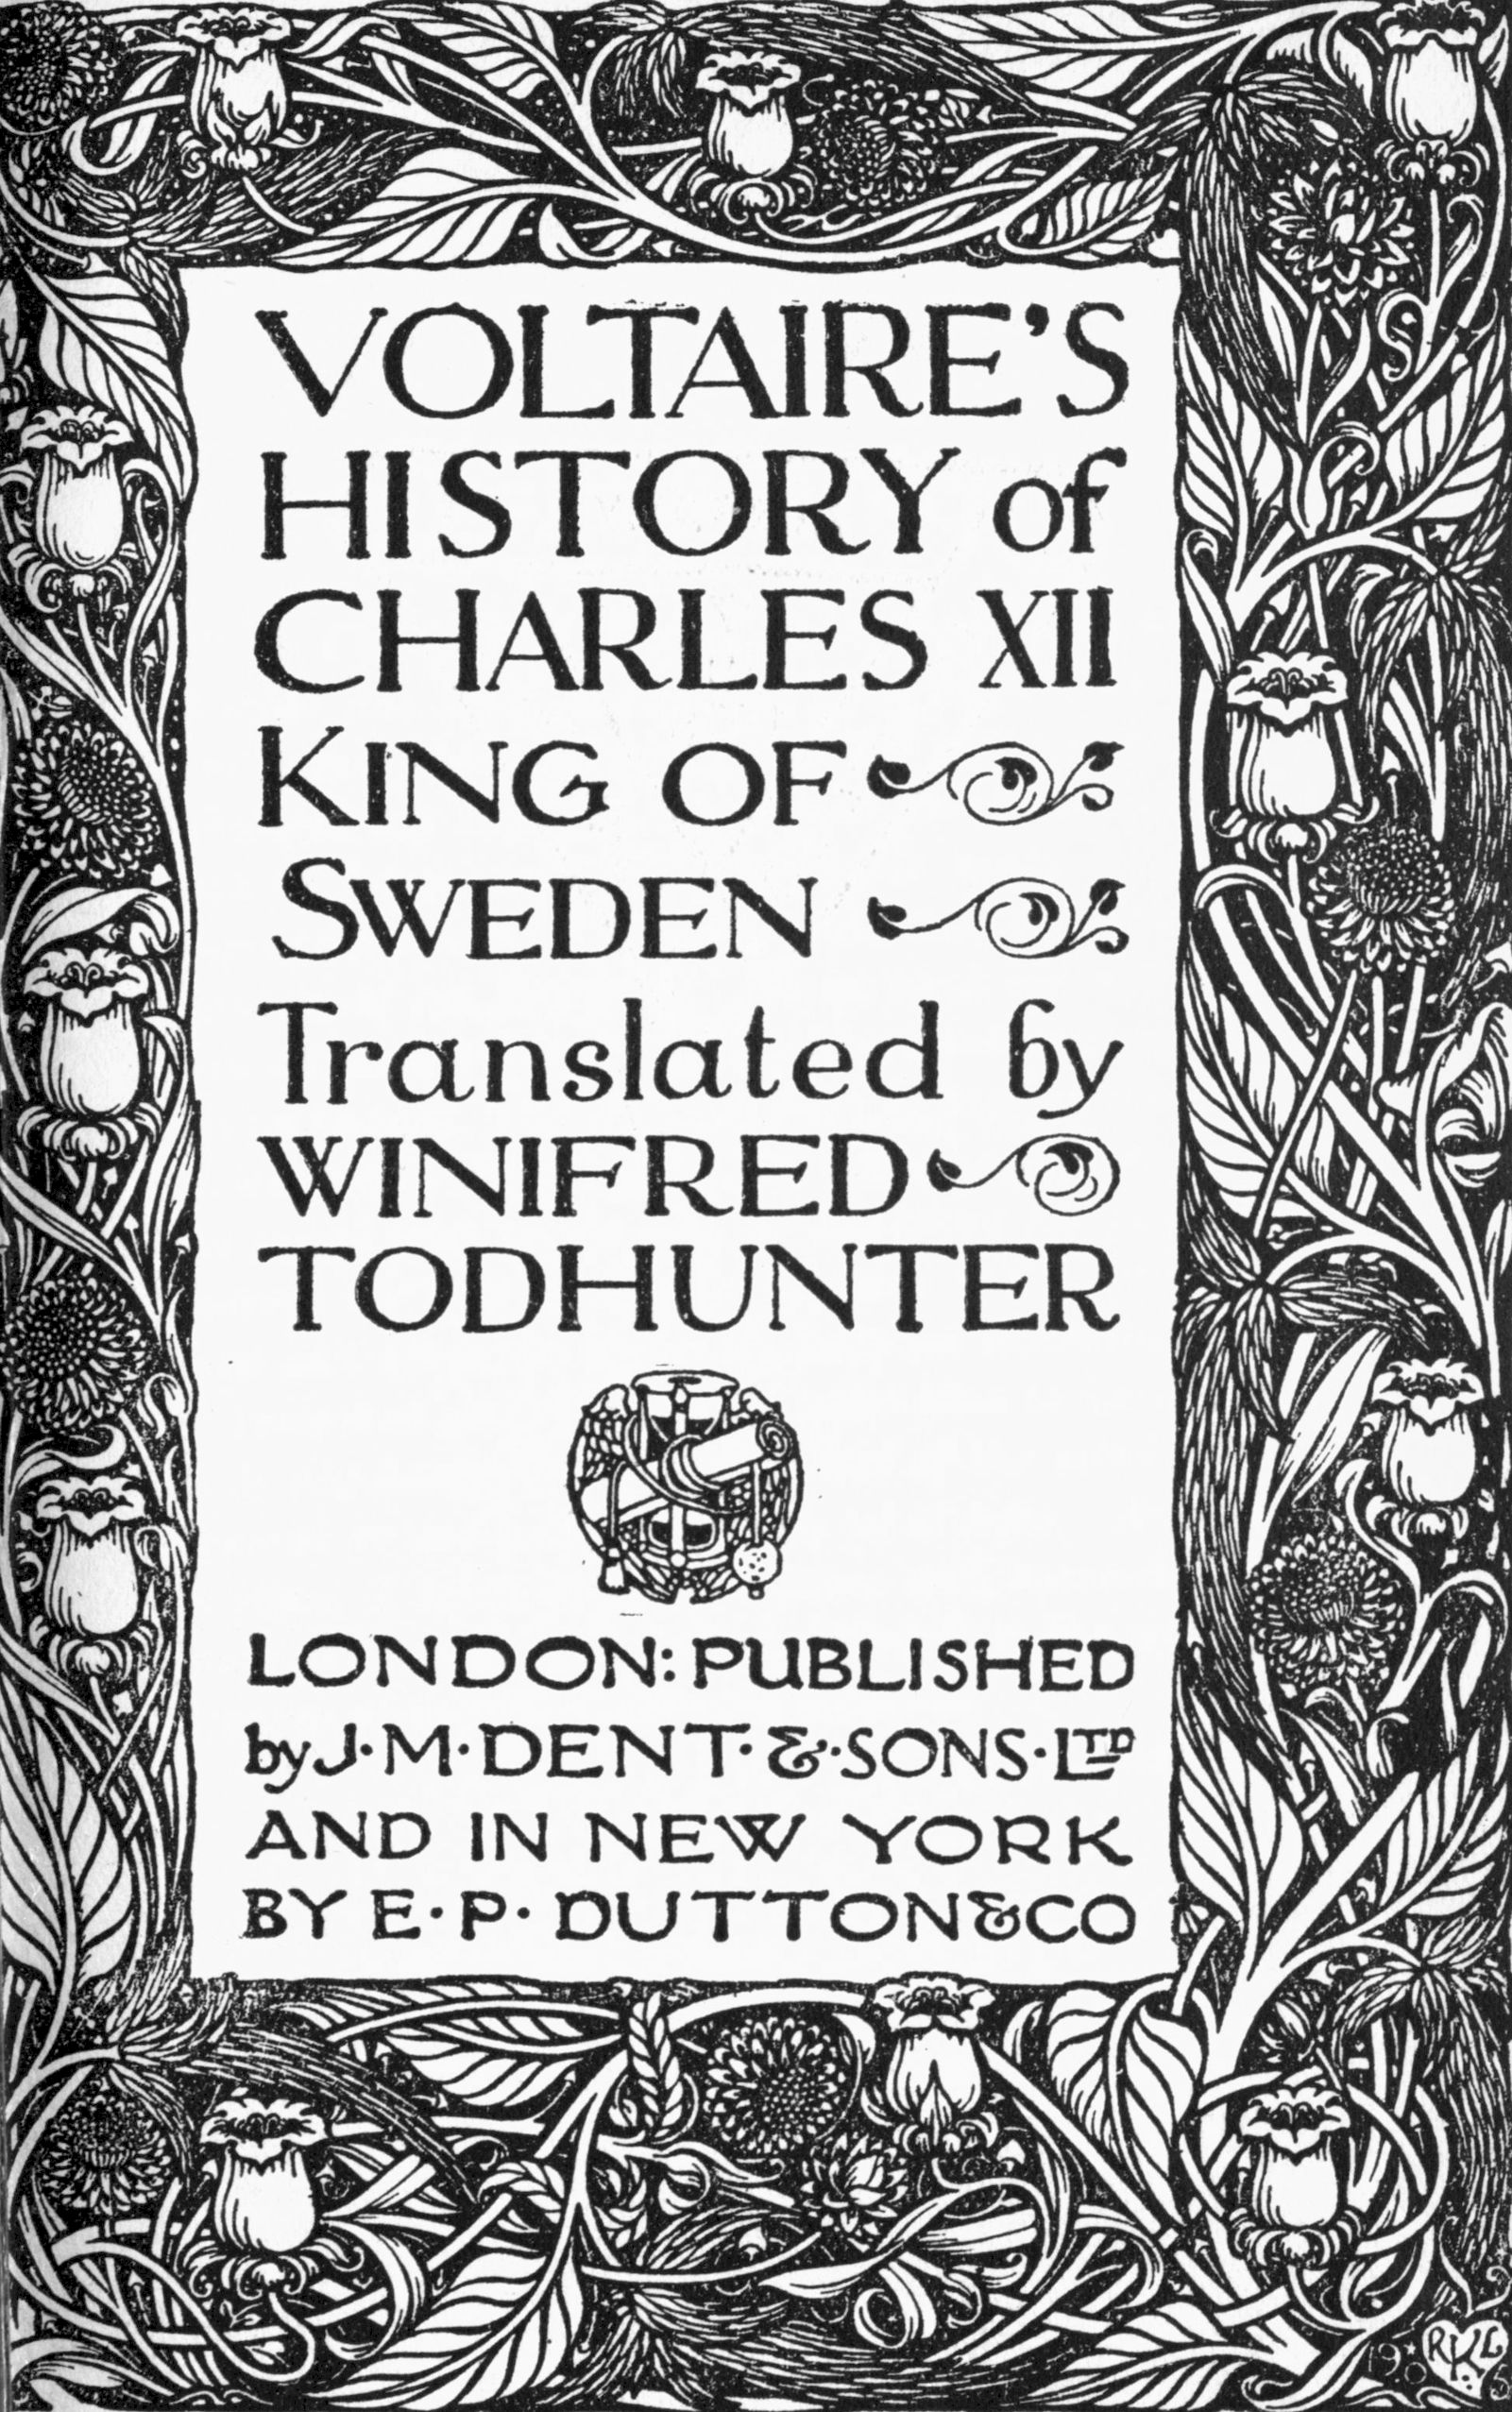 VOLTAIRE'S
HISTORY of
CHARLES XII
KING OF
SWEDEN
Translated by
WINIFRED
TODHUNTER
LONDON: PUBLISHED
by J·M·DENT·&·SONS·LTD
AND IN NEW YORK
BY E·P·DUTTON&CO
RLK